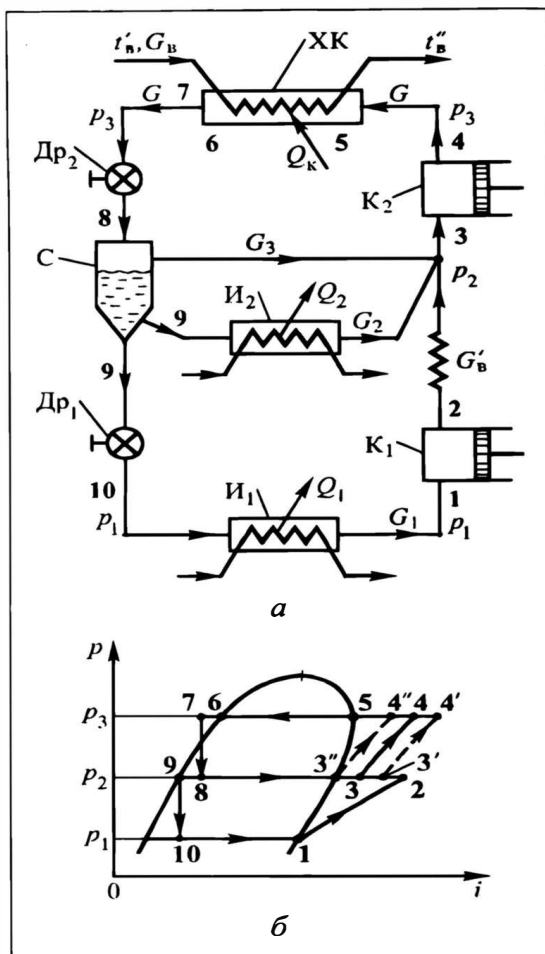 t′в, Gв ХК t″в
G 7 G p₃
p₃ 6 5 4
Qк
Др₂ К₂
8 3
С G₃ p₂
9 И₂ Q₂ G₂
9 G′в
Др₁ 2
К₁
10 И₁ Q₁ 1
p₁ G₁ p₁
а
p
p₃ 7 6 5 4″ 4 4′
p₂ 9 8 3″ 3 3′ 2
p₁ 10 1
0 i
б